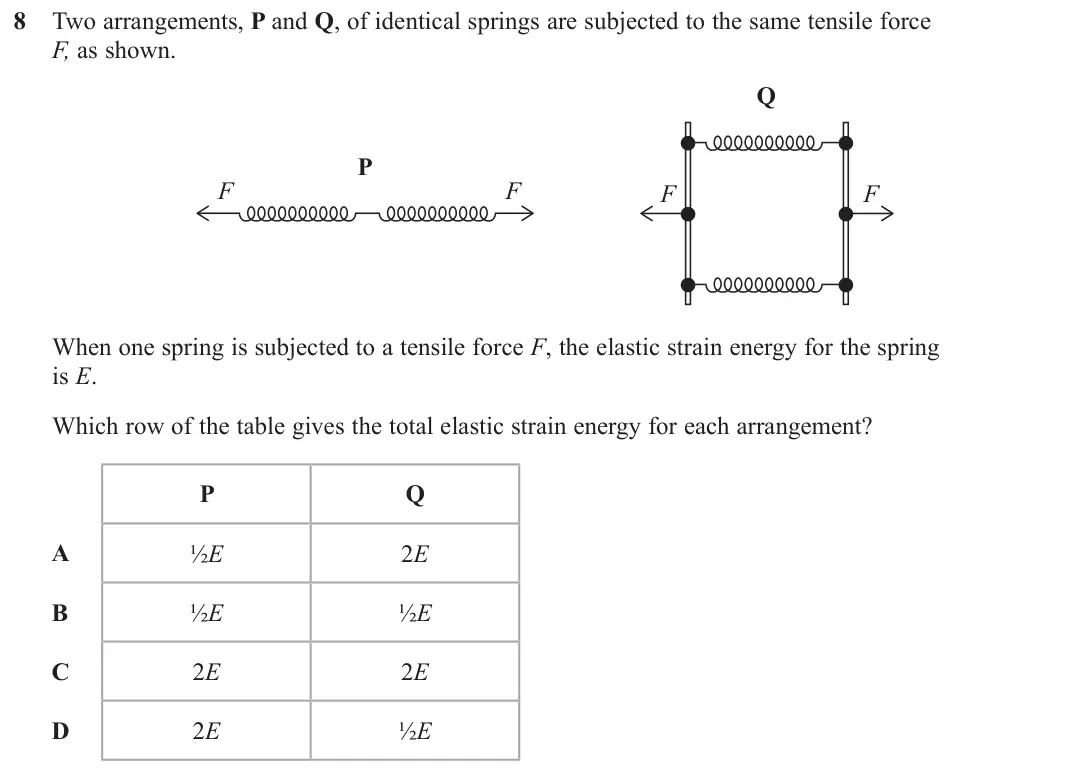 8 Two arrangements, P and Q, of identical springs are subjected to the same tensile force
F, as shown.
Q
P
F F
F F
When one spring is subjected to a tensile force F, the elastic strain energy for the spring
is E.
Which row of the table gives the total elastic strain energy for each arrangement?
P Q
A ½E 2E
B ½E ½E
C 2E 2E
D 2E ½E